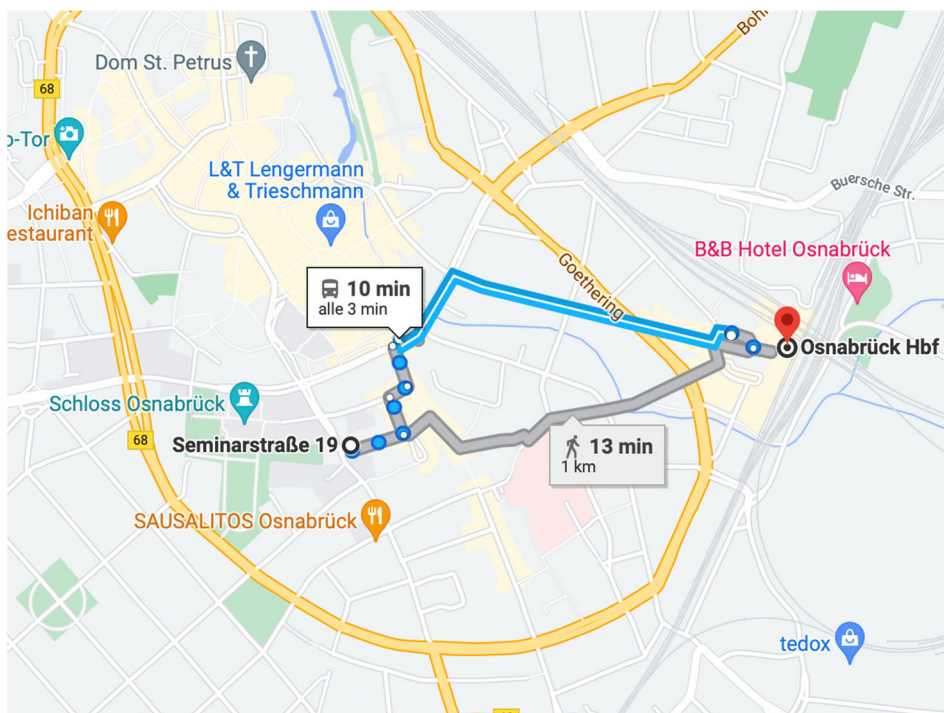 Dom St. Petrus
Bohm
68
o-Tor
L&T Lengermann
& Trieschmann
Buersche Str.
Ichiban
estaurant
B&B Hotel Osnabrück
Goethering
10 min
alle 3 min
Osnabrück Hbf
Schloss Osnabrück
68
Seminarstraße 19
13 min
1 km
SAUSALITOS Osnabrück
tedox